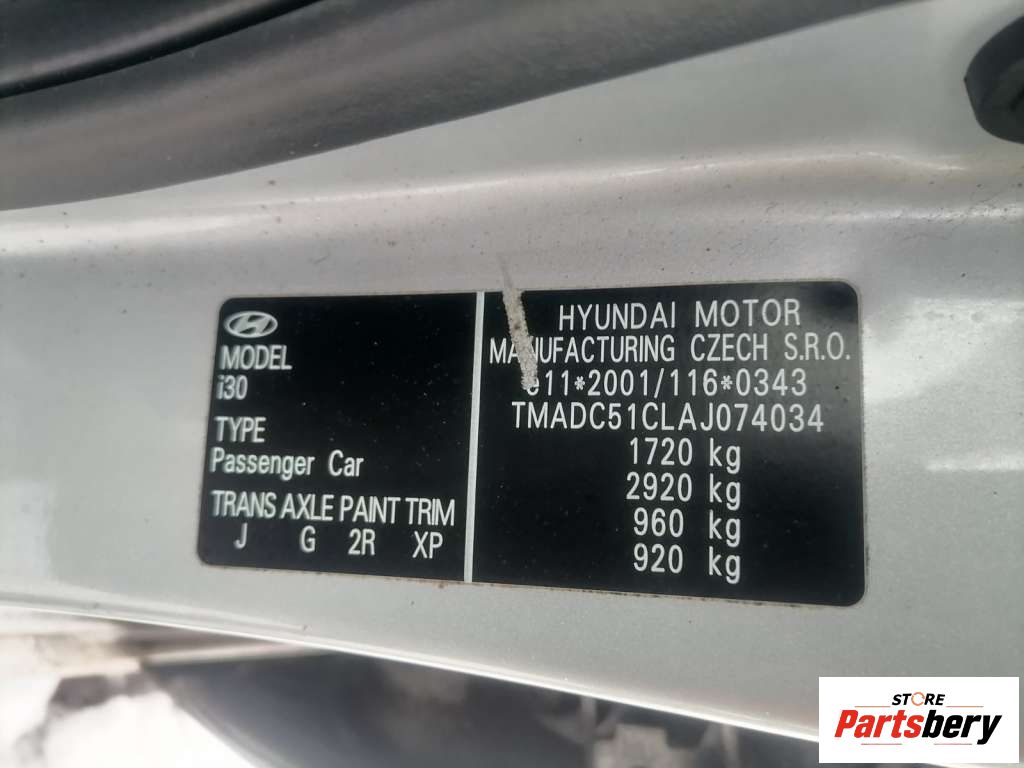 MODEL
i30
TYPE
Passenger Car
TRANS AXLE PAINT TRIM
J G 2R XP
HYUNDAI MOTOR
MANUFACTURING CZECH S.R.O.
e11*2001/116*0343
TMADC51CLAJ074034
1720 kg
2920 kg
960 kg
920 kg
STORE
Partsbery